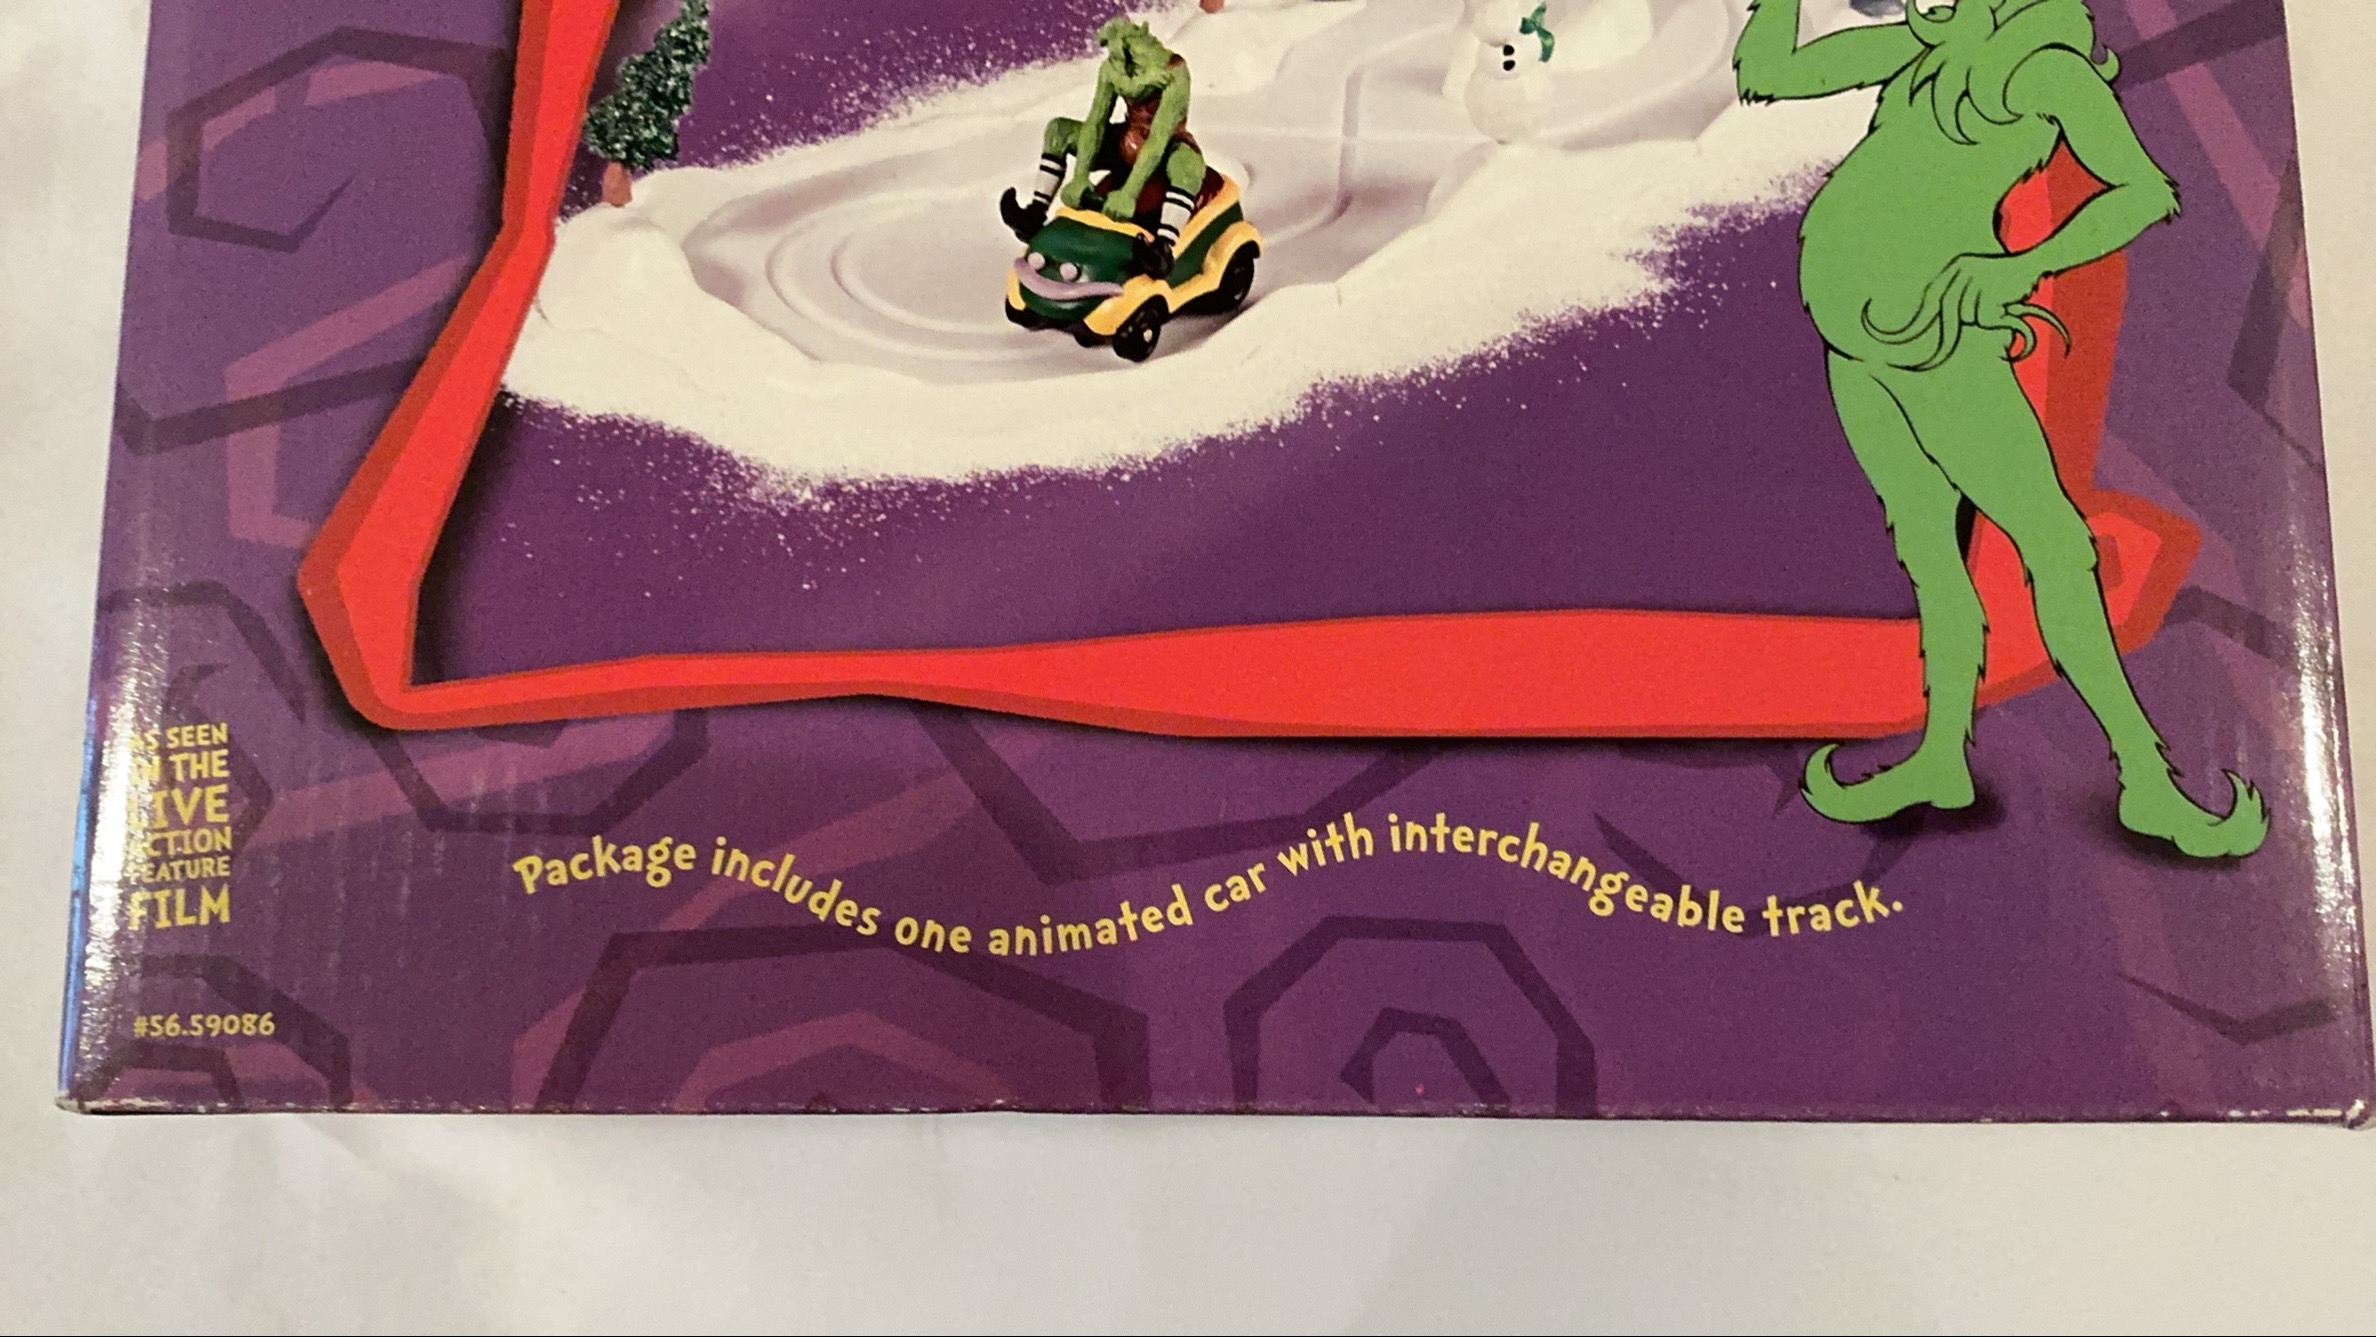 AS SEEN
IN THE
LIVE
ACTION
FEATURE
FILM
Package includes one animated car with interchangeable track.
#56.59086